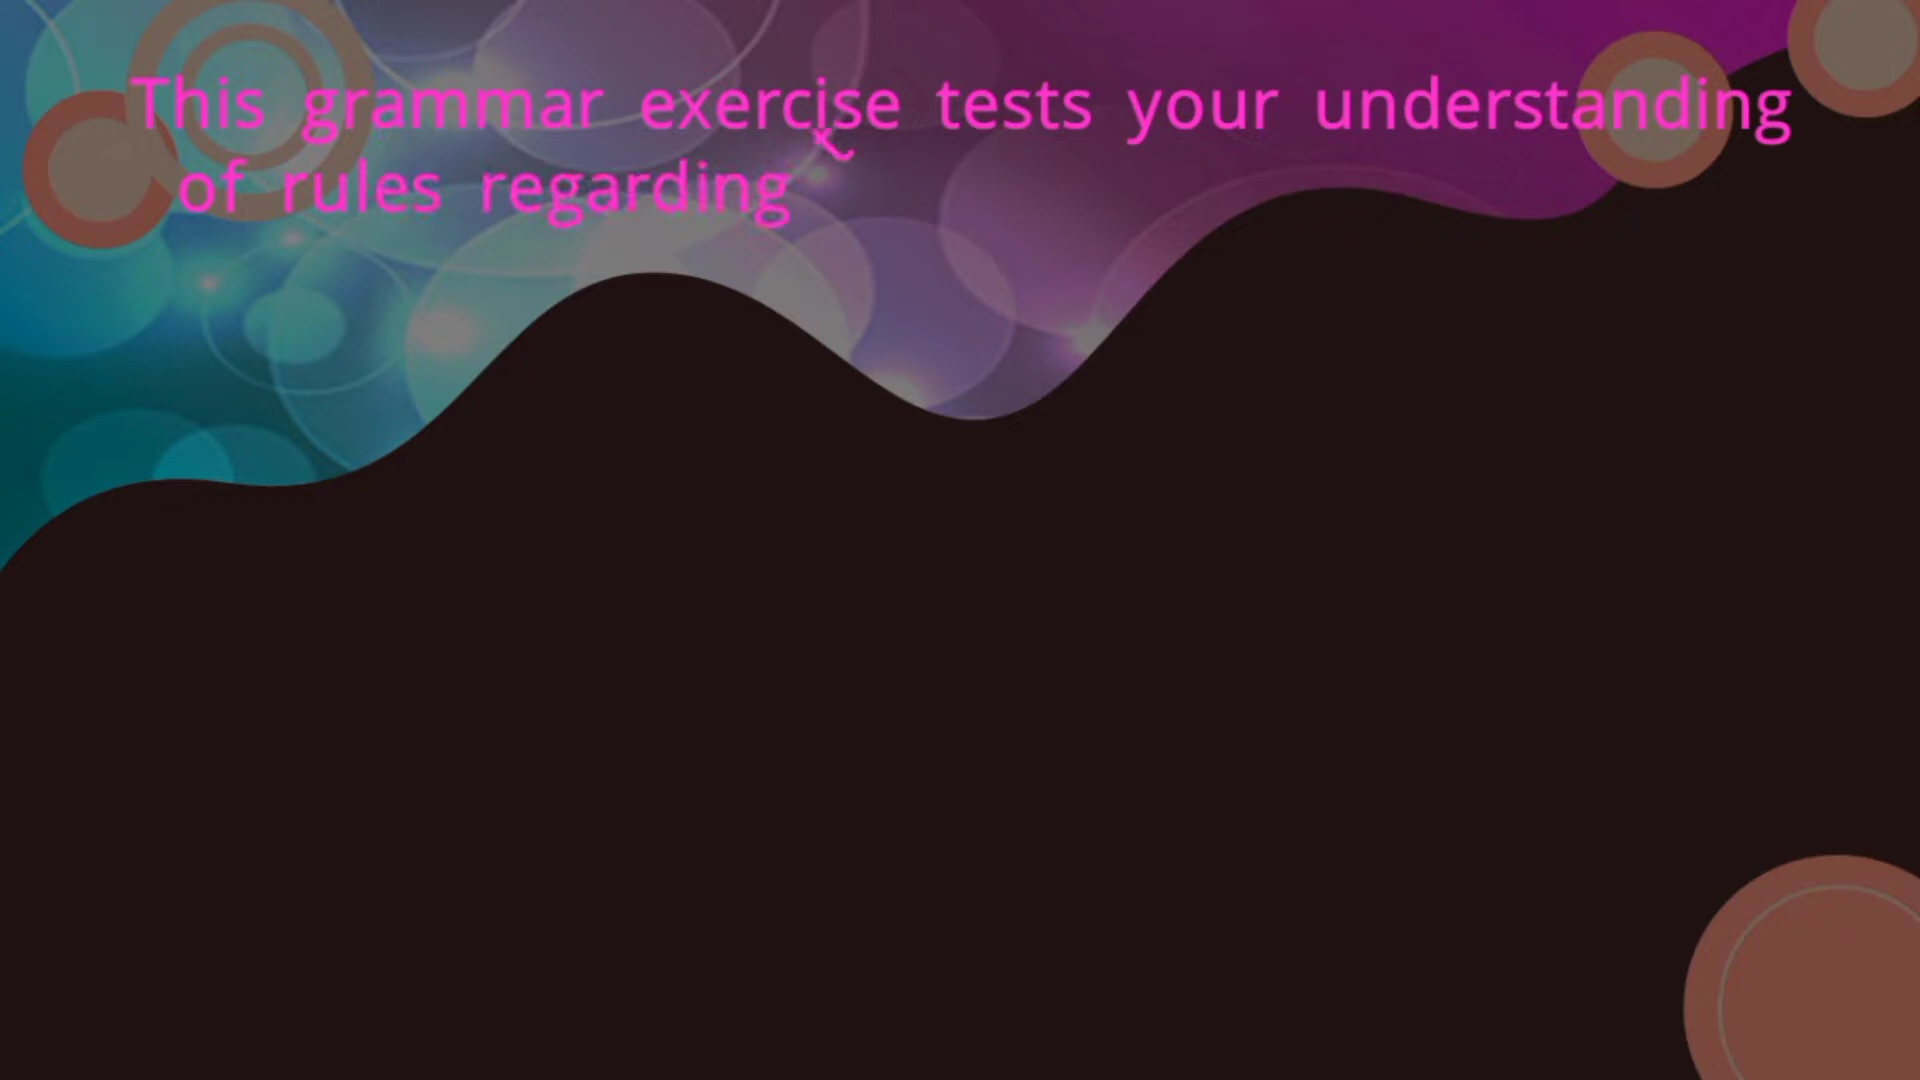 This grammar exercise tests your understanding
of rules regarding